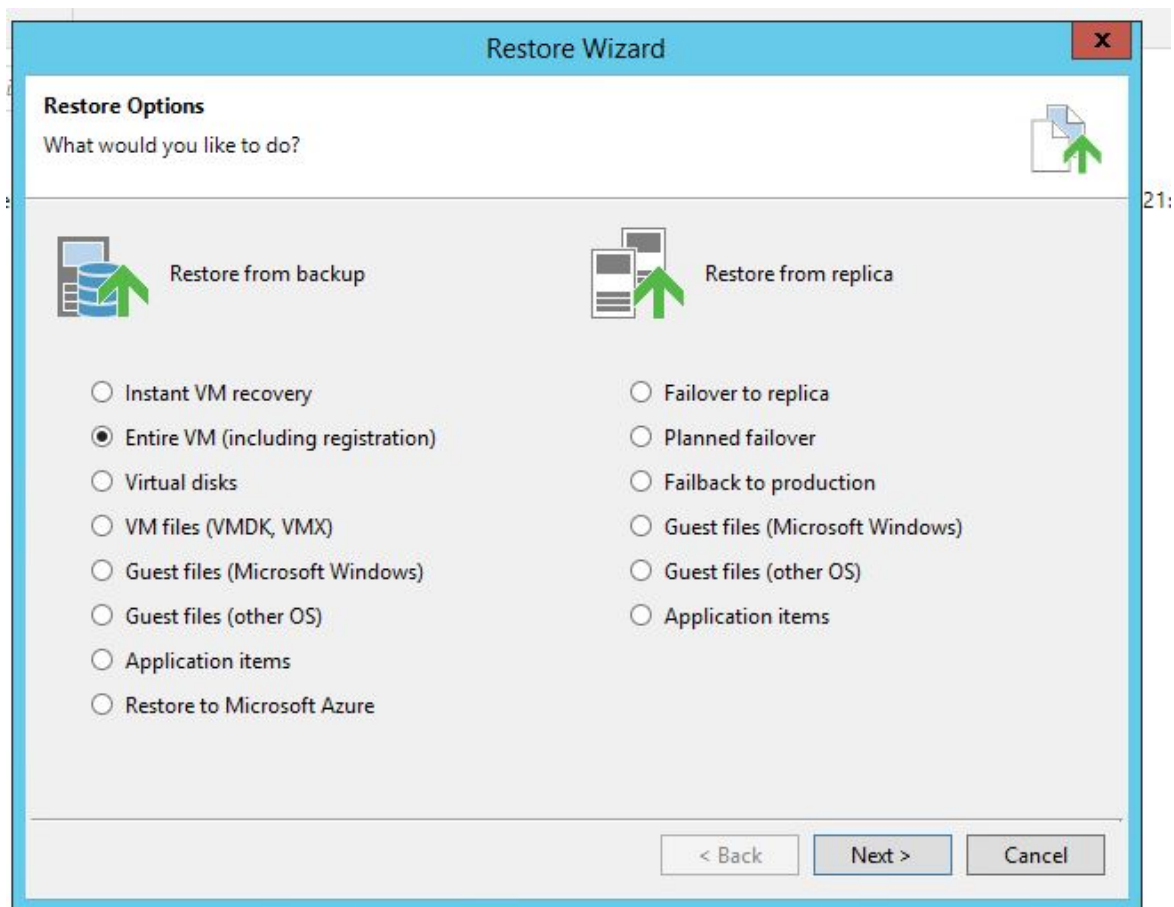 Restore Wizard
x
Restore Options
What would you like to do?
21:
Restore from backup
Restore from replica
Instant VM recovery
Entire VM (including registration)
Virtual disks
VM files (VMDK, VMX)
Guest files (Microsoft Windows)
Guest files (other OS)
Application items
Restore to Microsoft Azure
Failover to replica
Planned failover
Failback to production
Guest files (Microsoft Windows)
Guest files (other OS)
Application items
< Back
Next >
Cancel